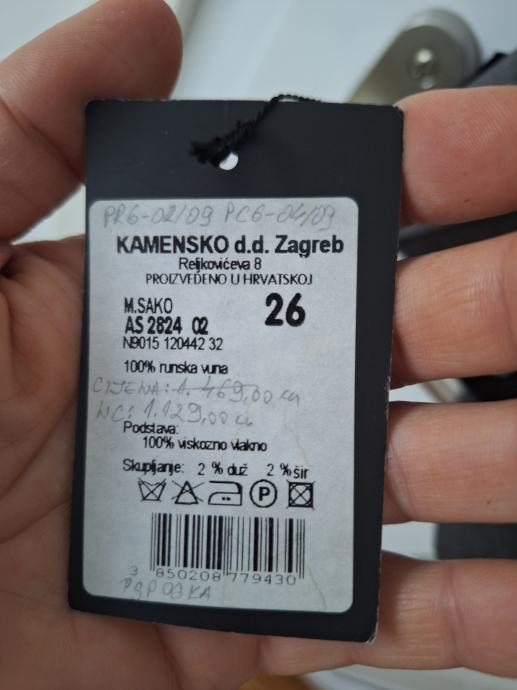 PR6-02/09 PC6-04/09
KAMENSKO d.d. Zagreb
Reljkovićeva 8
PROIZVEDENO U HRVATSKOJ
M.SAKO 26
AS 2824 02
N9015 120442 32
100% runska vuna
CIJENA: 1.469,00 kn
NC: 1.129,00 kn
Podstava:
100% viskozno vlakno
Skupljanje: 2 % duž 2 % šir
P
3 850208 779430